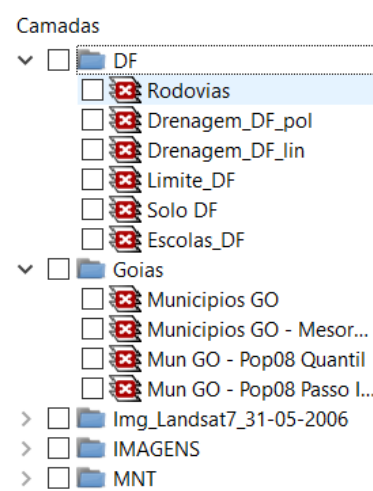 Camadas
DF
Rodovias
Drenagem_DF_pol
Drenagem_DF_lin
Limite_DF
Solo DF
Escolas_DF
Goias
Municipios GO
Municipios GO - Mesor...
Mun GO - Pop08 Quantil
Mun GO - Pop08 Passo I...
Img_Landsat7_31-05-2006
IMAGENS
MNT